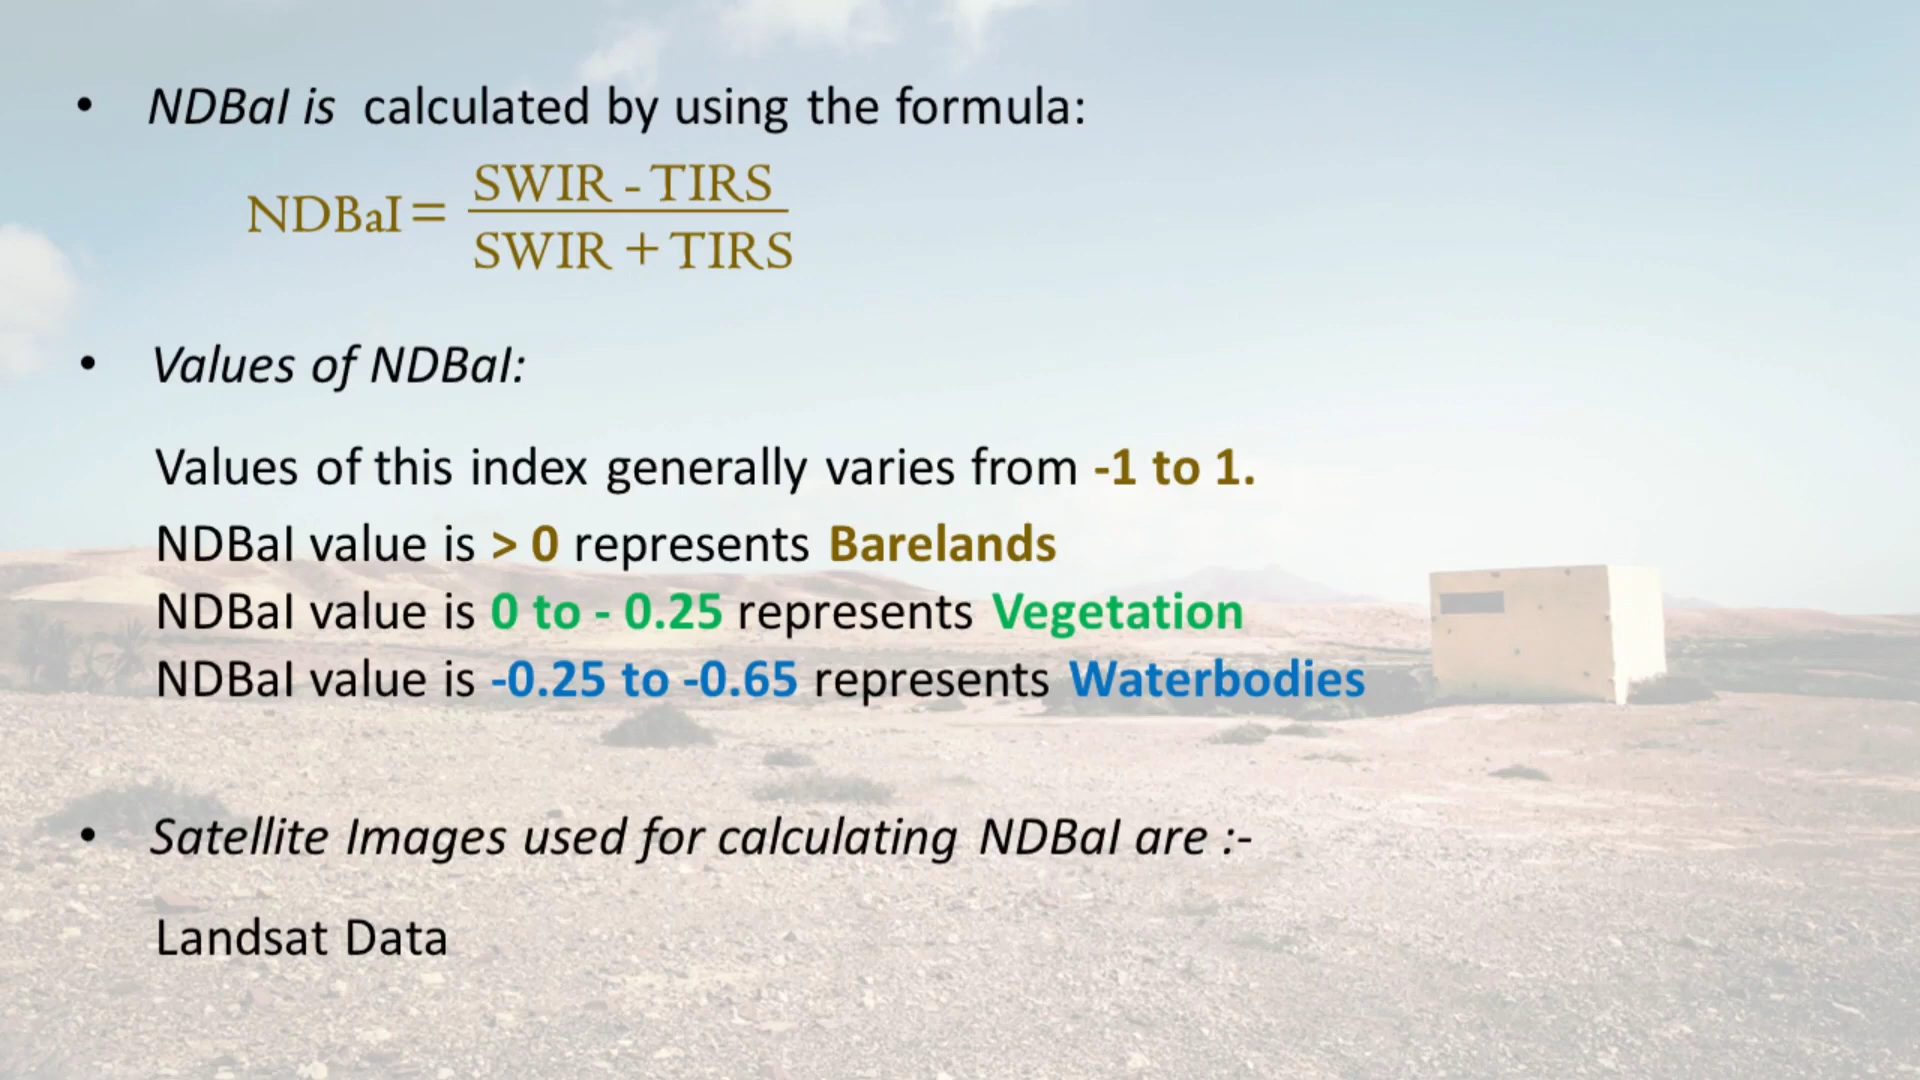 • NDBaI is calculated by using the formula:
NDBaI = SWIR - TIRS
SWIR + TIRS
• Values of NDBaI:
Values of this index generally varies from -1 to 1.
NDBaI value is > 0 represents Barelands
NDBaI value is 0 to - 0.25 represents Vegetation
NDBaI value is -0.25 to -0.65 represents Waterbodies
• Satellite Images used for calculating NDBaI are :-
Landsat Data